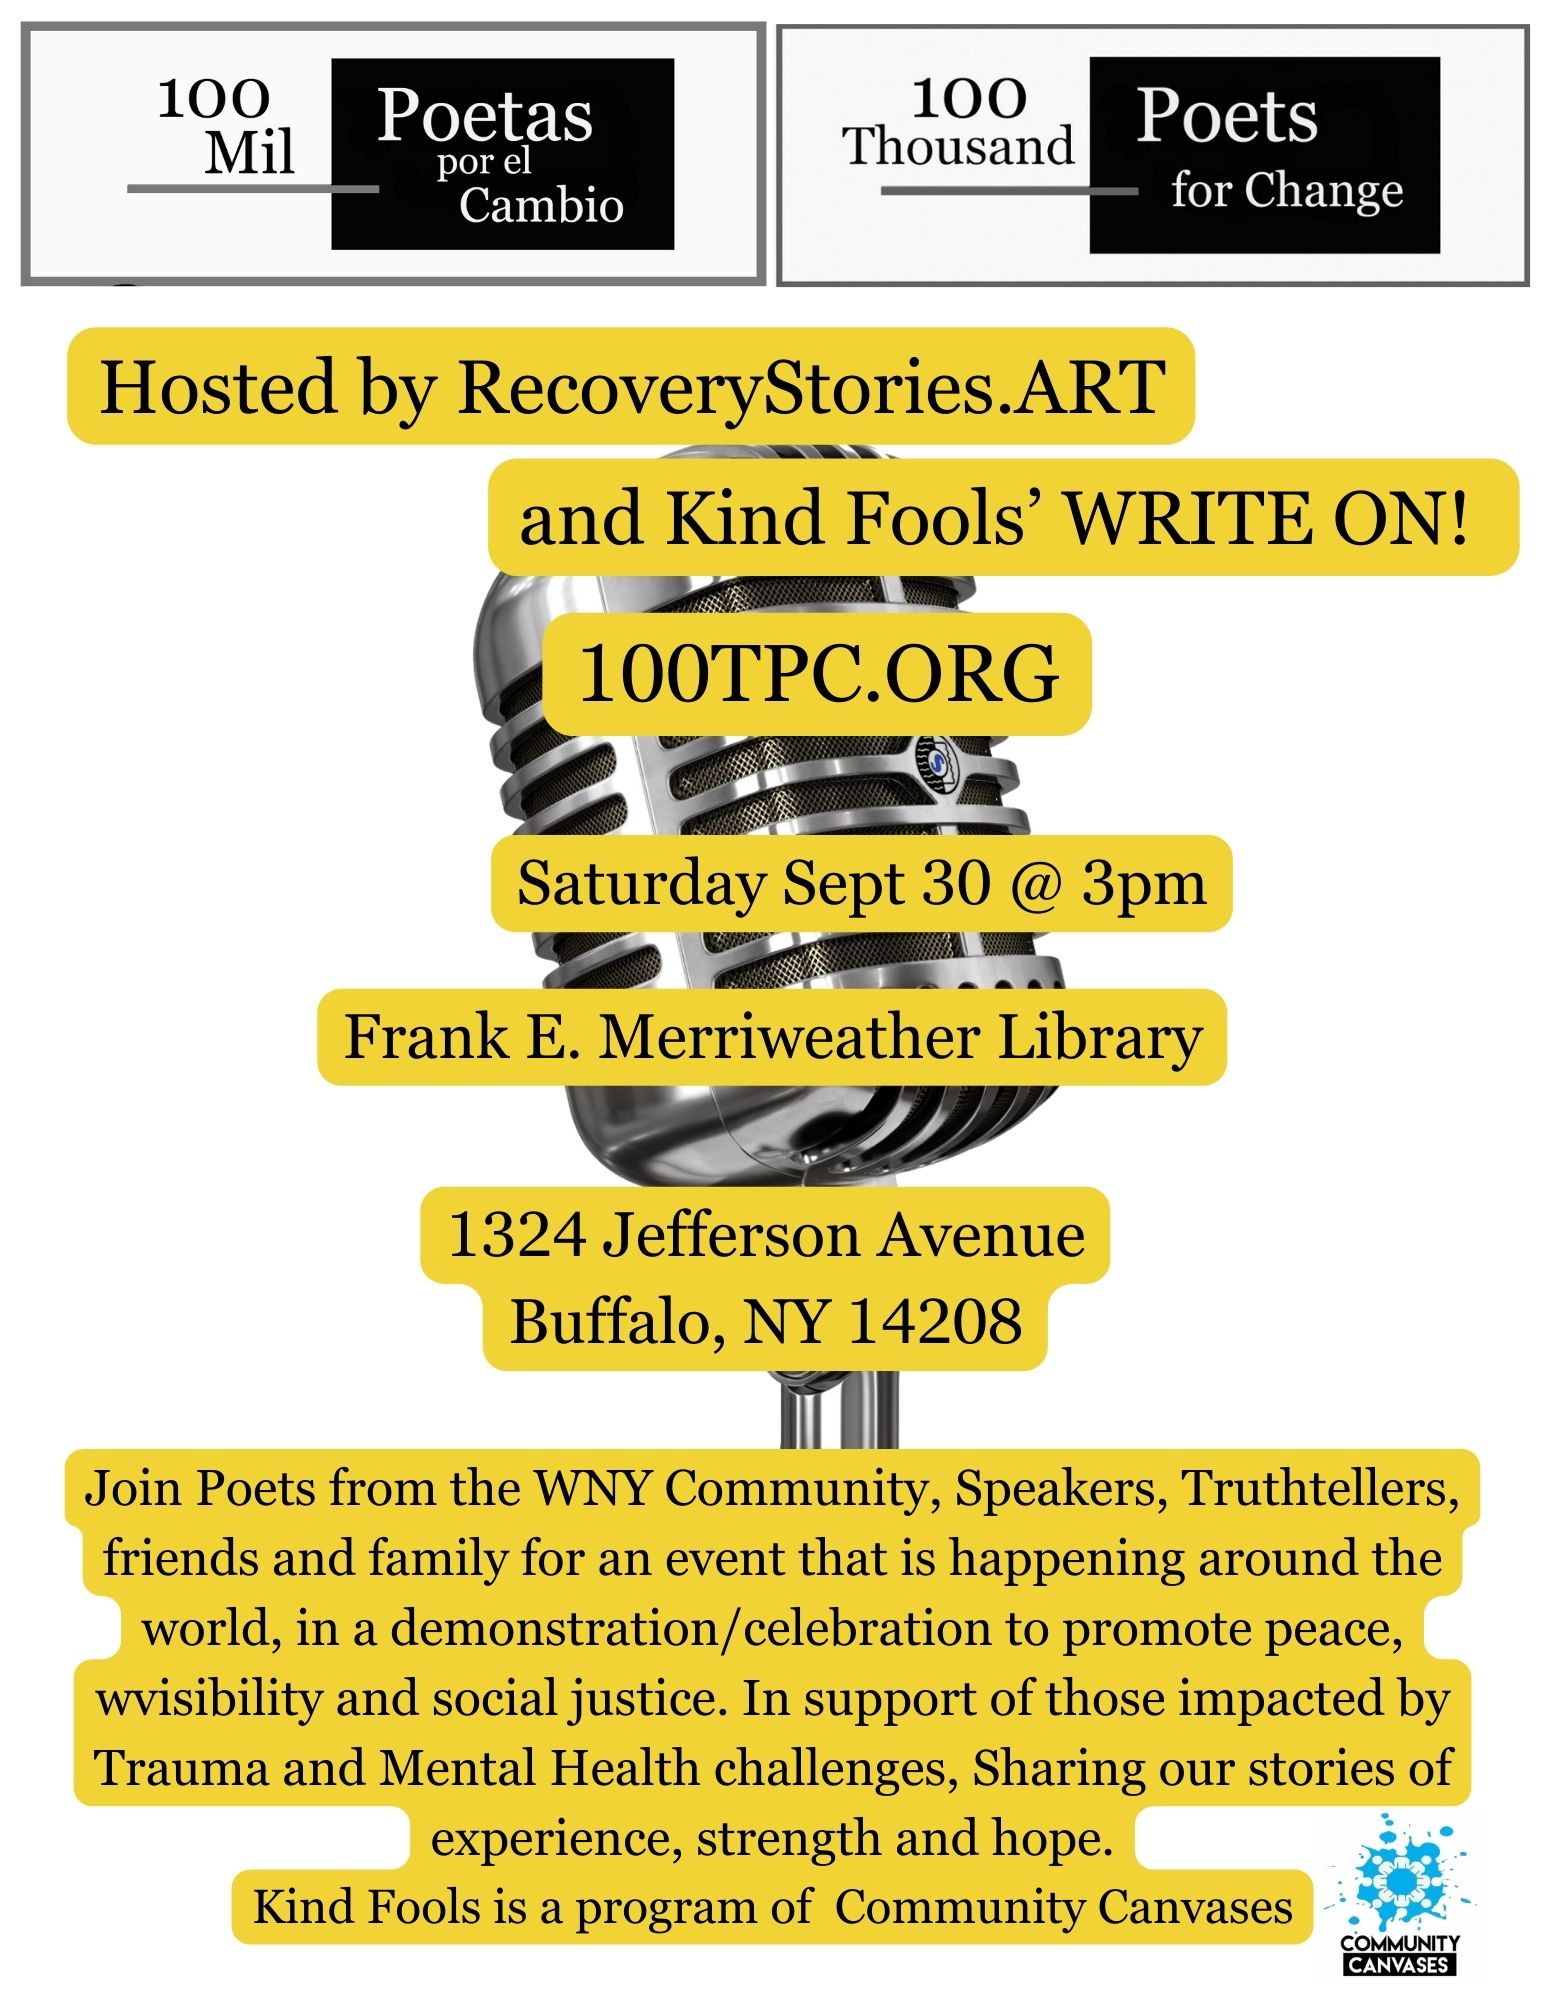 100
Mil
Poetas
por el
Cambio
100
Thousand
Poets
for Change
Hosted by RecoveryStories.ART
and Kind Fools’ WRITE ON!
100TPC.ORG
Saturday Sept 30 @ 3pm
Frank E. Merriweather Library
1324 Jefferson Avenue
Buffalo, NY 14208
Join Poets from the WNY Community, Speakers, Truthtellers,
friends and family for an event that is happening around the
world, in a demonstration/celebration to promote peace,
wvisibility and social justice. In support of those impacted by
Trauma and Mental Health challenges, Sharing our stories of
experience, strength and hope.
Kind Fools is a program of Community Canvases
COMMUNITY
CANVASES